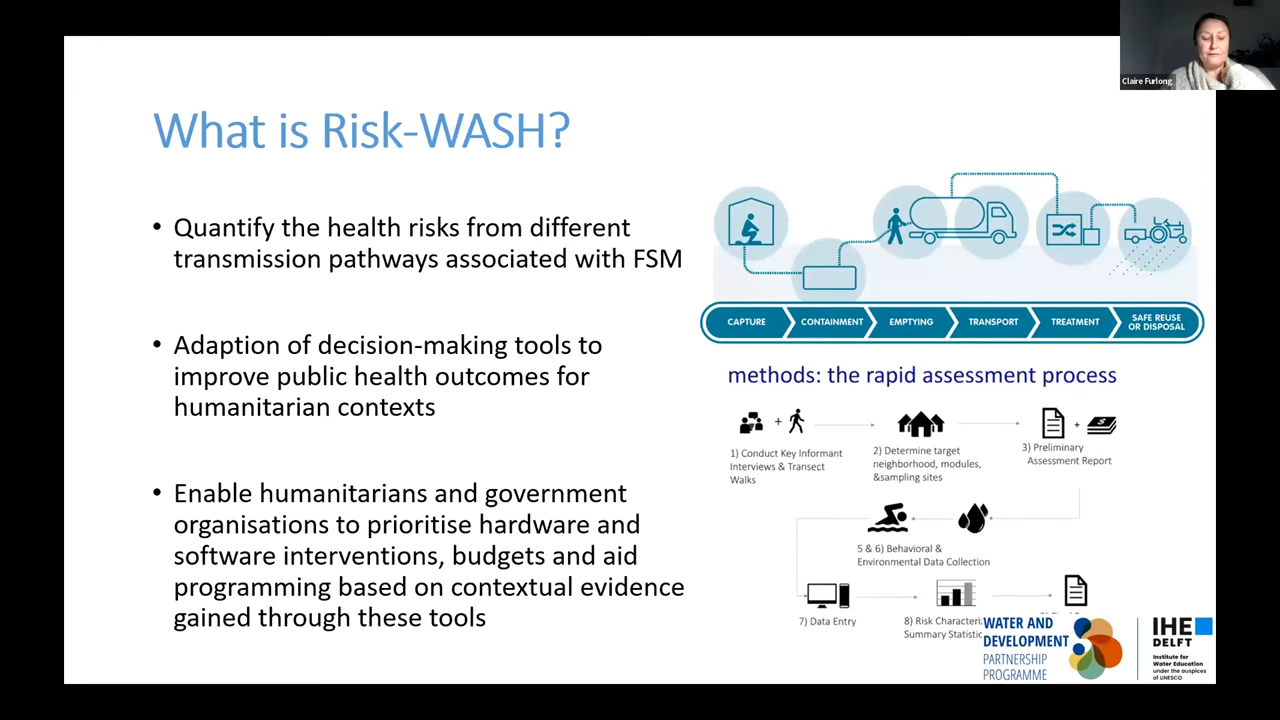 Claire Furlong
What is Risk-WASH?
• Quantify the health risks from different
transmission pathways associated with FSM
• Adaption of decision-making tools to
improve public health outcomes for
humanitarian contexts
• Enable humanitarians and government
organisations to prioritise hardware and
software interventions, budgets and aid
programming based on contextual evidence
gained through these tools
CAPTURE
CONTAINMENT
EMPTYING
TRANSPORT
TREATMENT
SAFE REUSE
OR DISPOSAL
methods: the rapid assessment process
+
+
$
1) Conduct Key Informant
Interviews & Transect
Walks
2) Determine target
neighborhood, modules,
&sampling sites
3) Preliminary
Assessment Report
5 & 6) Behavioral &
Environmental Data Collection
7) Data Entry
8) Risk
Summary
WATER AND
DEVELOPMENT
PARTNERSHIP
PROGRAMME
IHE
DELFT
Institute for
Water Education
under the auspices
of UNESCO